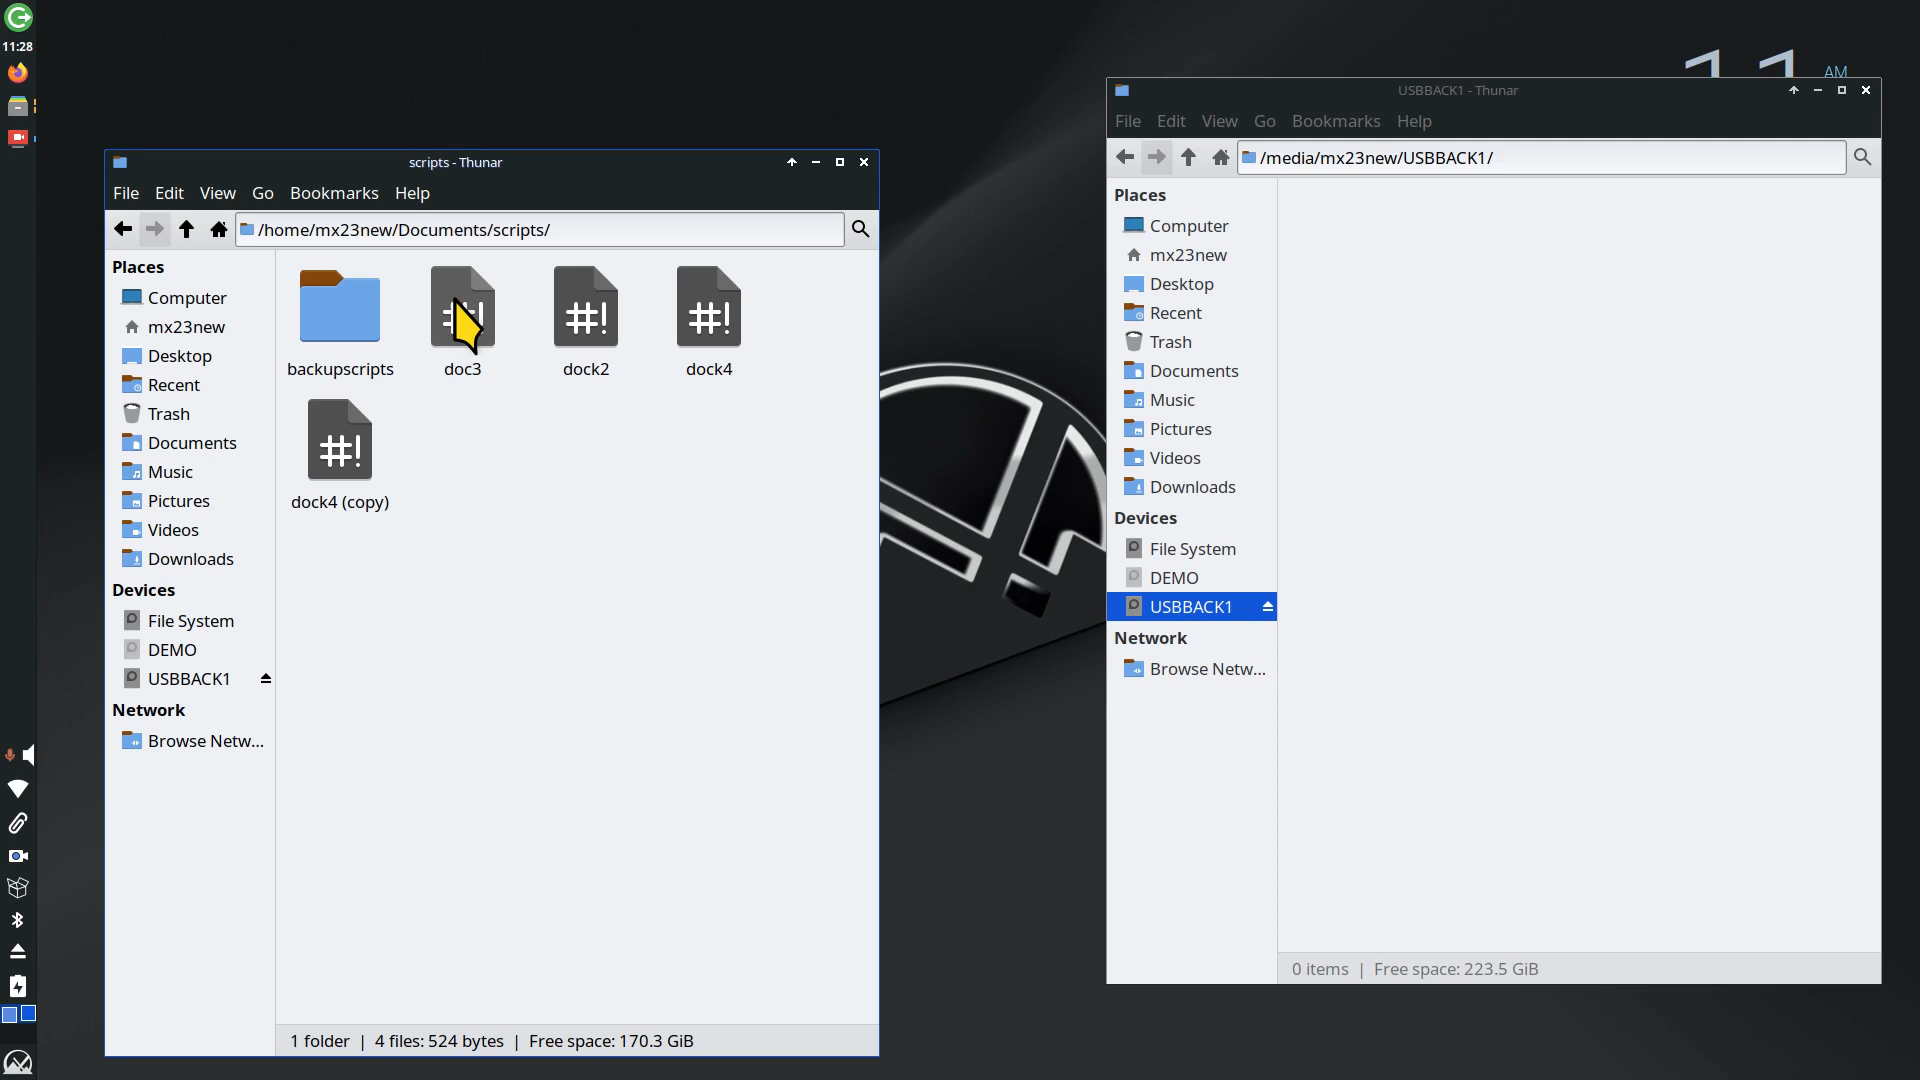 11:28
AM
scripts - Thunar
File Edit View Go Bookmarks Help
/home/mx23new/Documents/scripts/
Places
Computer
mx23new
Desktop
Recent
Trash
Documents
Music
Pictures
Videos
Downloads
Devices
File System
DEMO
USBBACK1
Network
Browse Netw...
backupscripts
doc3
dock2
dock4
dock4 (copy)
1 folder | 4 files: 524 bytes | Free space: 170.3 GiB
USBBACK1 - Thunar
File Edit View Go Bookmarks Help
/media/mx23new/USBBACK1/
Places
Computer
mx23new
Desktop
Recent
Trash
Documents
Music
Pictures
Videos
Downloads
Devices
File System
DEMO
USBBACK1
Network
Browse Netw...
0 items | Free space: 223.5 GiB